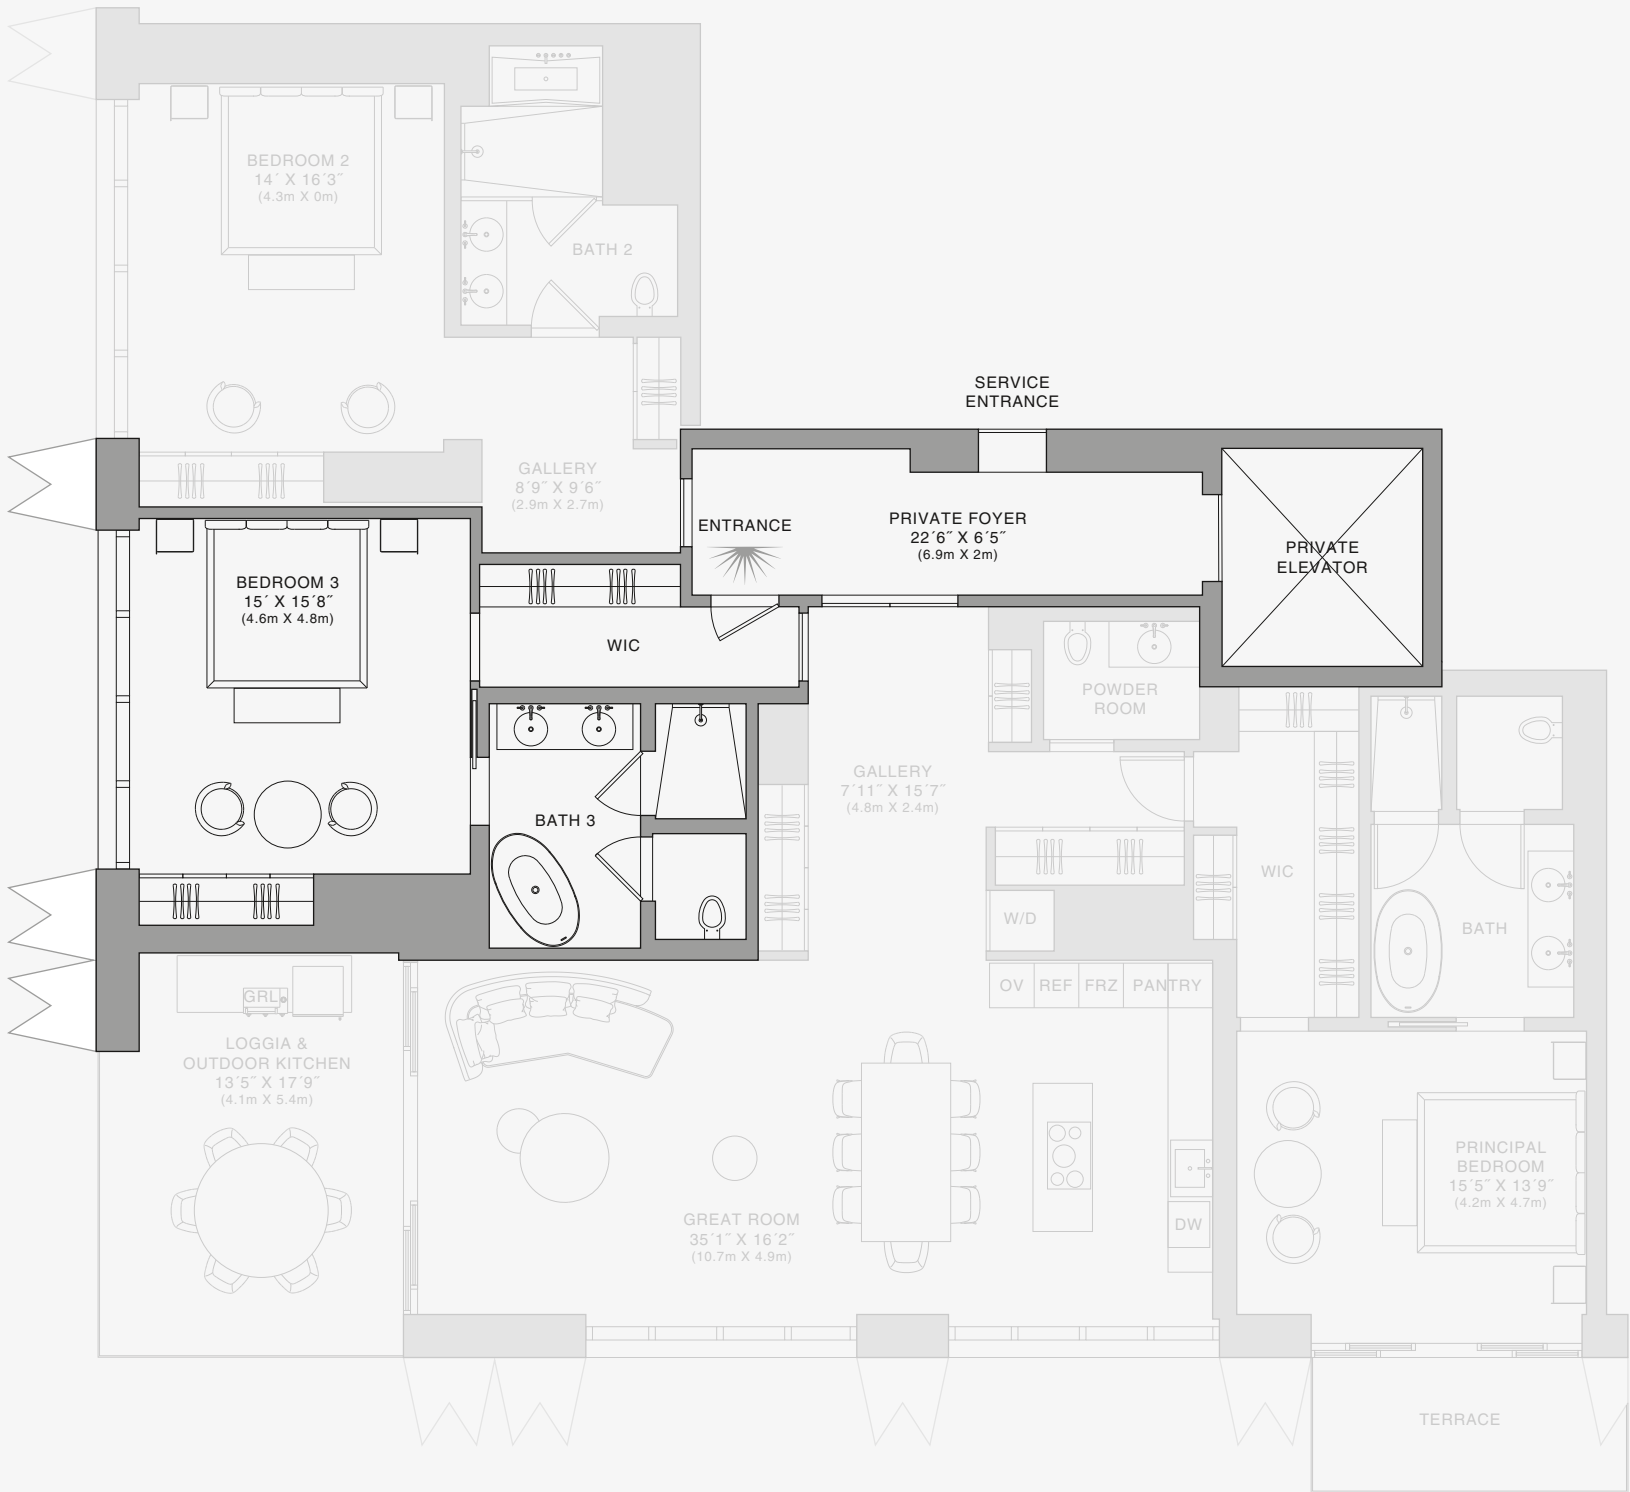 BEDROOM 2
14´ X 16´3˝
(4.3m X 0m)
BATH 2
SERVICE
ENTRANCE
GALLERY
8´9˝ X 9´6˝
(2.9m X 2.7m)
ENTRANCE
PRIVATE FOYER
22´6˝ X 6´5˝
(6.9m X 2m)
PRIVATE
ELEVATOR
BEDROOM 3
15´ X 15´8˝
(4.6m X 4.8m)
WIC
POWDER
ROOM
GALLERY
7´11˝ X 15´7˝
(4.8m X 2.4m)
BATH 3
WIC
W/D
BATH
OV
REF
FRZ
PANTRY
GRL
LOGGIA &
OUTDOOR KITCHEN
13´5˝ X 17´9˝
(4.1m X 5.4m)
PRINCIPAL
BEDROOM
15´5˝ X 13´9˝
(4.2m X 4.7m)
GREAT ROOM
35´1˝ X 16´2˝
(10.7m X 4.9m)
DW
TERRACE